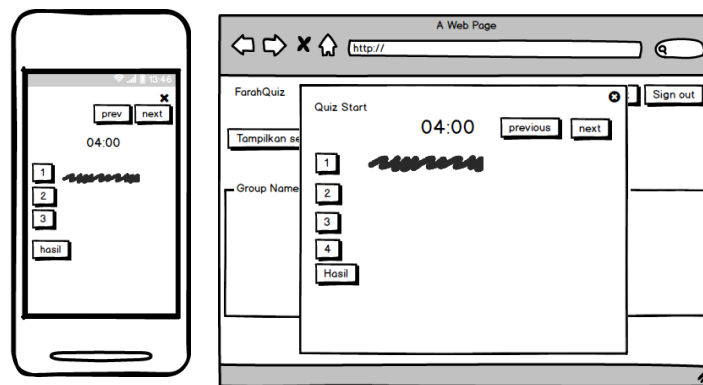 13:46
prev next
04:00
1
2
3
hasil
A Web Page
http://
FarahQuiz
Sign out
Quiz Start
04:00 previous next
Tampilkan se
1
Group Name
2
3
4
Hasil